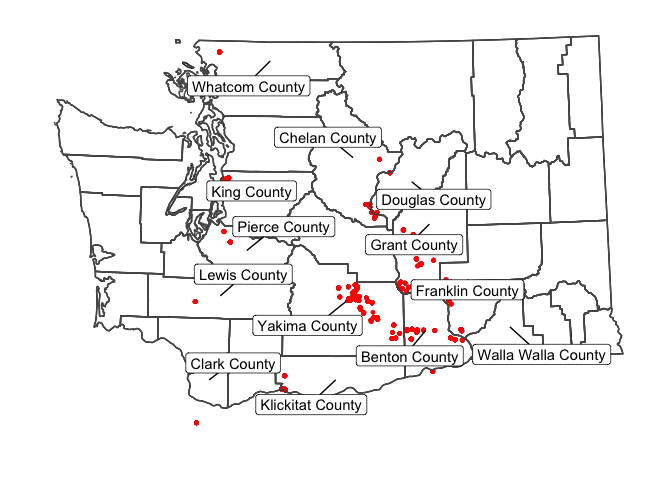 Whatcom County
Chelan County
King County
Douglas County
Pierce County
Grant County
Lewis County
Franklin County
Yakima County
Benton County
Walla Walla County
Clark County
Klickitat County